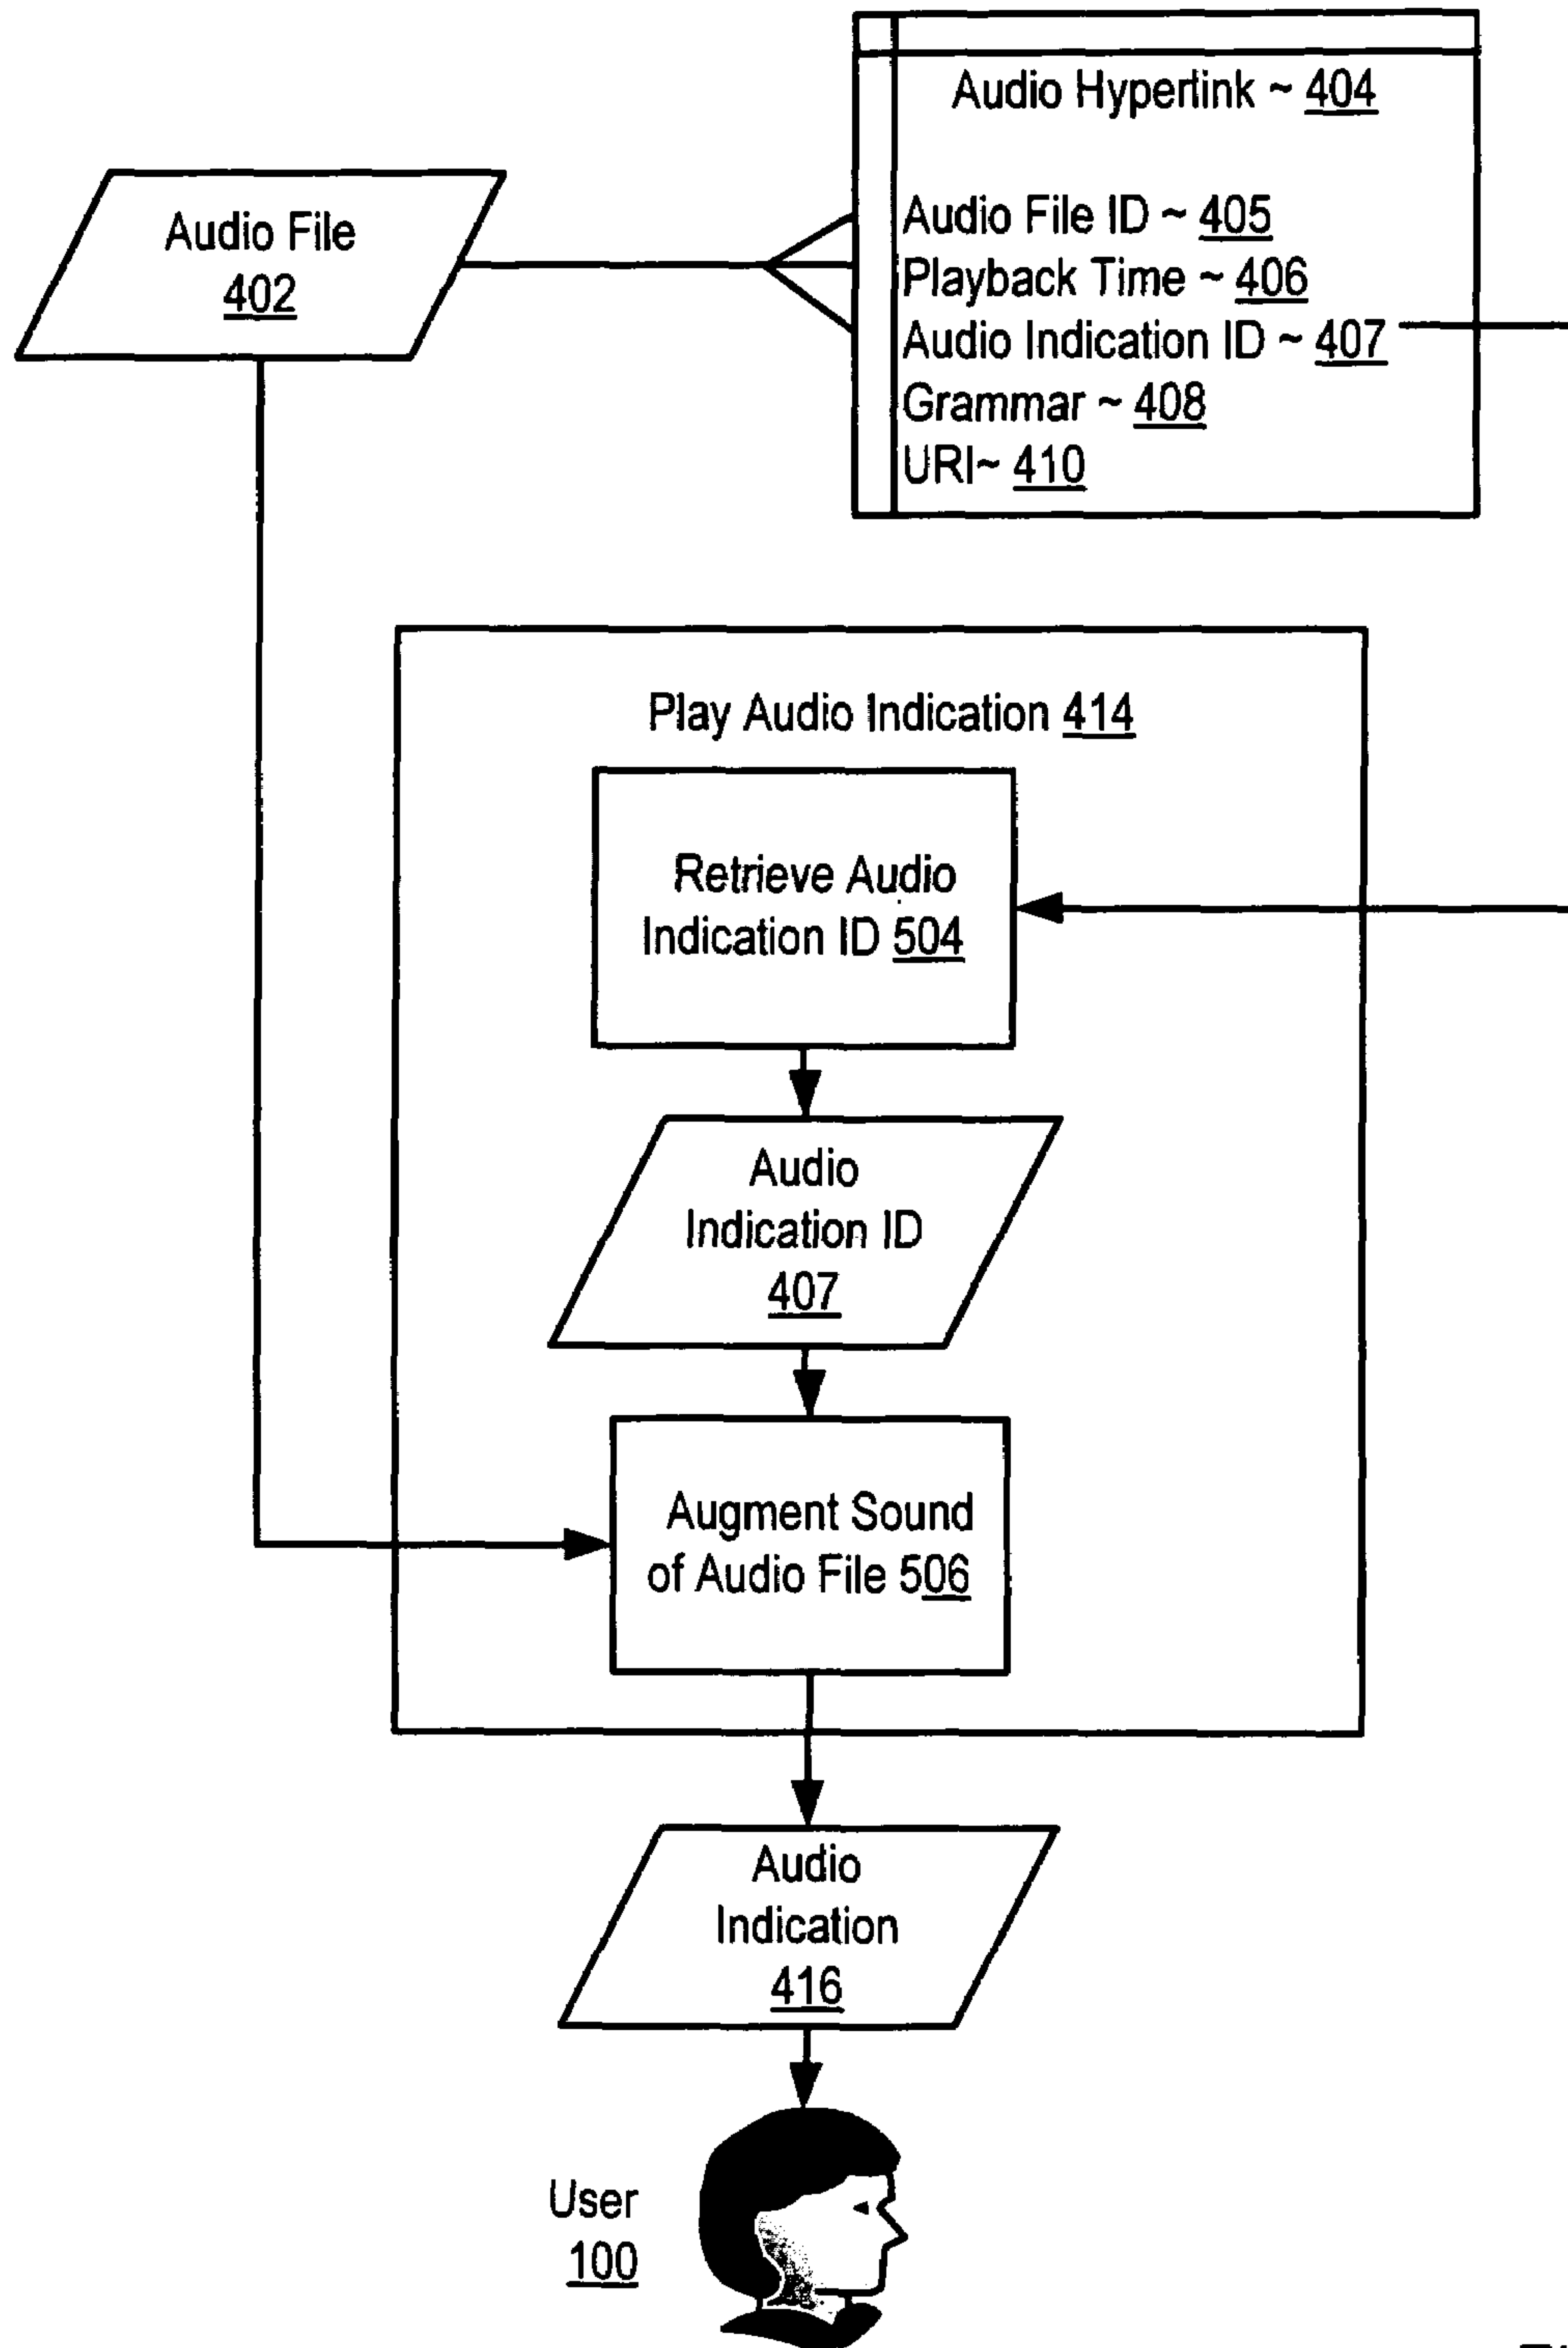 Audio Hyperlink ~ 404
Audio File
402
Audio File ID ~ 405
Playback Time ~ 406
Audio Indication ID ~ 407
Grammar ~ 408
URI~ 410
Play Audio Indication 414
Retrieve Audio
Indication ID 504
Audio
Indication ID
407
Augment Sound
of Audio File 506
Audio
Indication
416
User
100